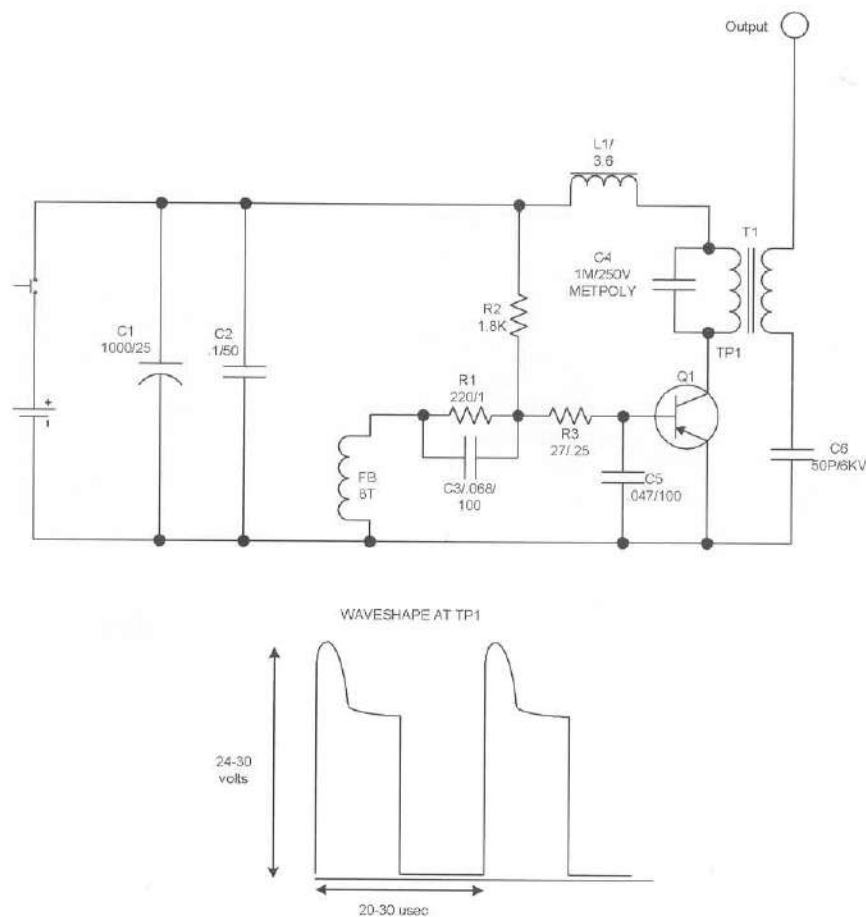 Output
L1/
3.6
T1
C4
1M/250V
METPOLY
R2
1.8K
TP1
C1
1000/25
C2
.1/50
R1
220/1
Q1
+
-
R3
27/.25
C6
50P/6KV
FB
8T
C3/.068/
100
C5
.047/100
WAVESHAPE AT TP1
24-30
volts
20-30 usec